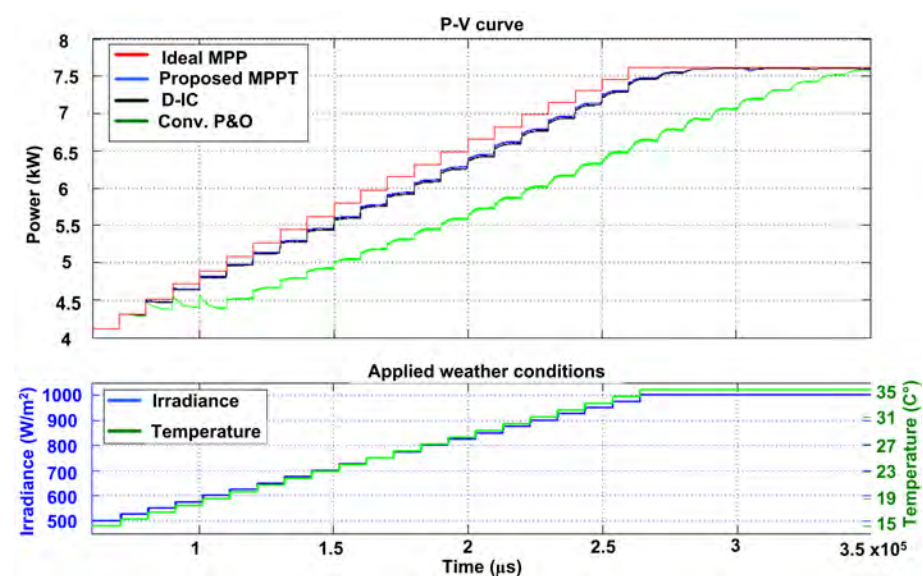 P-V curve
8
7.5
7
6.5
6
5.5
5
4.5
4
Power (kW)
Ideal MPP
Proposed MPPT
D-IC
Conv. P&O
Applied weather conditions
1000
900
800
700
600
500
Irradiance (W/m²)
Irradiance
Temperature
35
31
27
23
19
15
Temperature (C°)
1 1.5 2 2.5 3 3.5 x10⁵
Time (µs)